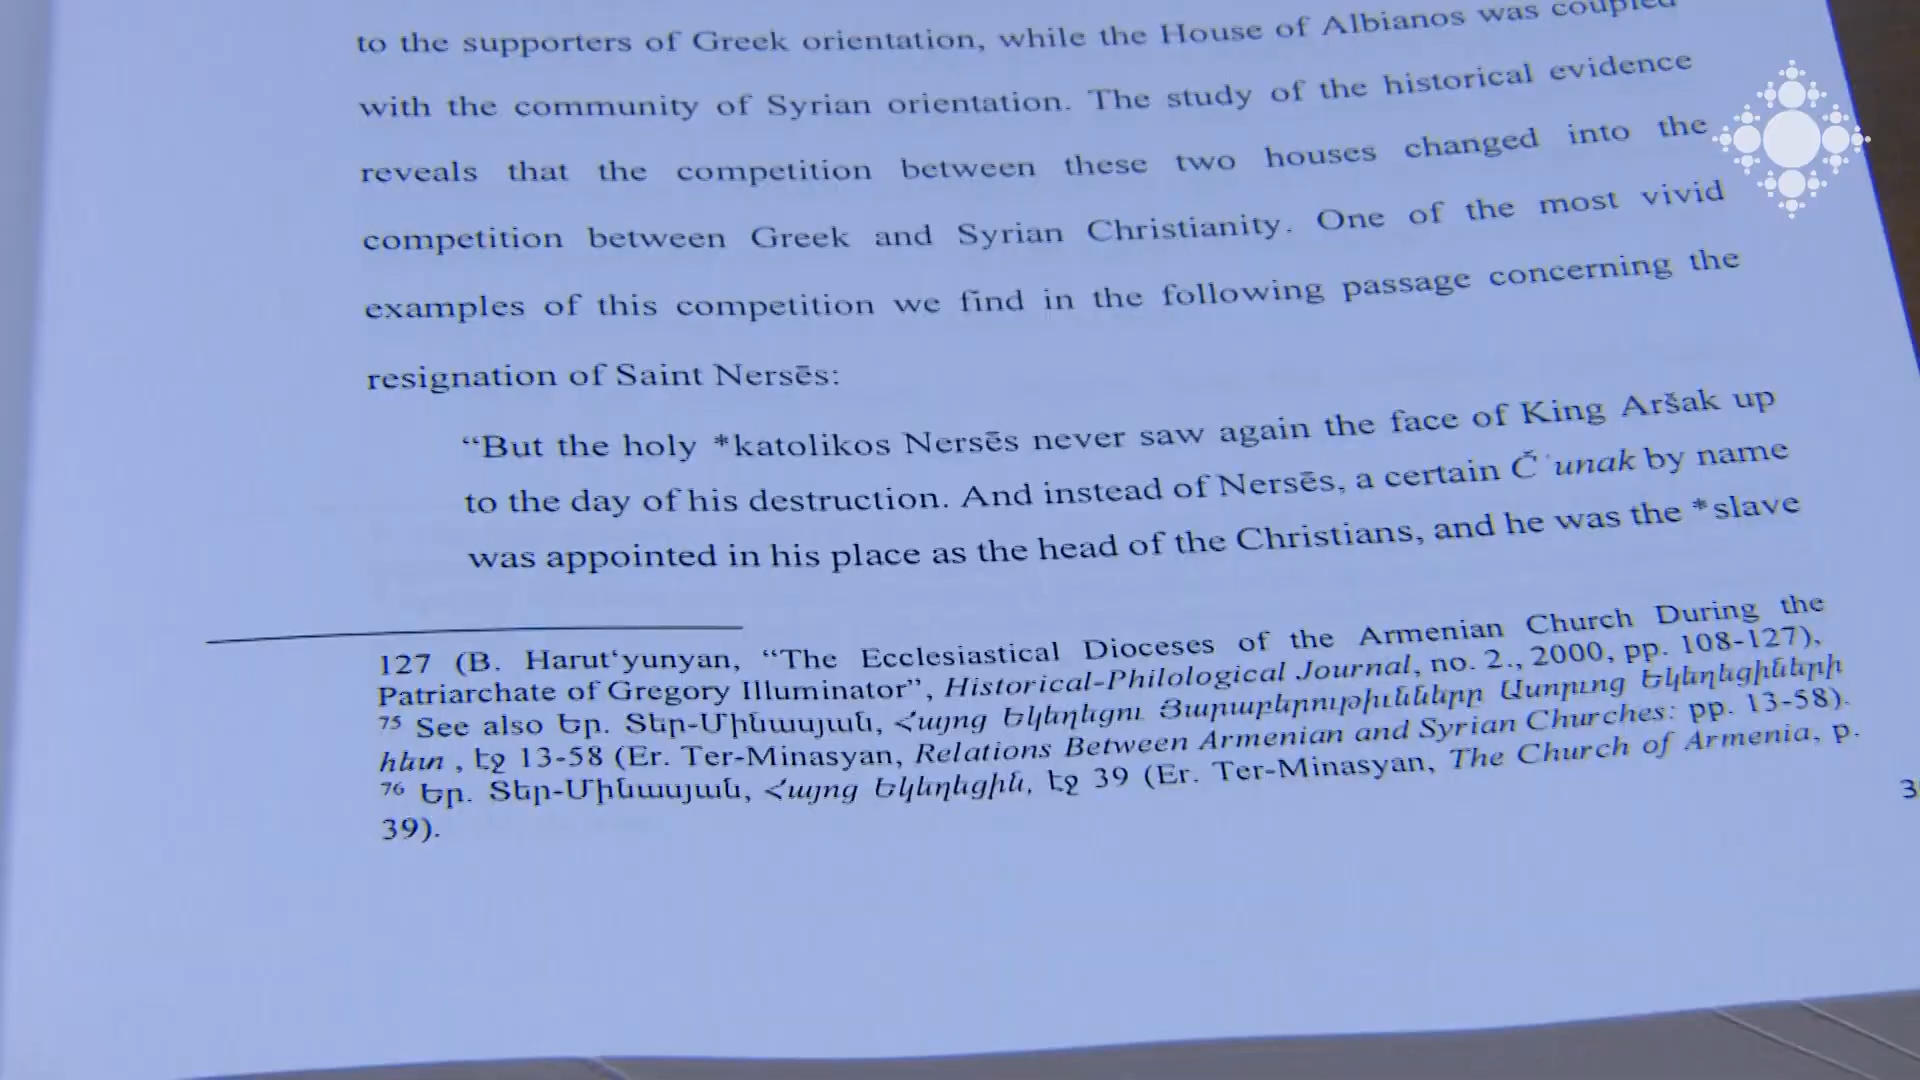 to the supporters of Greek orientation, while the House of Albianos was coupled
with the community of Syrian orientation. The study of the historical evidence
reveals that the competition between these two houses changed into the
competition between Greek and Syrian Christianity. One of the most vivid
examples of this competition we find in the following passage concerning the
resignation of Saint Nersēs:
“But the holy *katolikos Nersēs never saw again the face of King Aršak up
to the day of his destruction. And instead of Nersēs, a certain Č‘unak by name
was appointed in his place as the head of the Christians, and he was the *slave
127 (B. Harut‘yunyan, “The Ecclesiastical Dioceses of the Armenian Church During the
Patriarchate of Gregory Illuminator”, Historical-Philological Journal, no. 2., 2000, pp. 108-127),
75 See also Եր. Տեր-Մինասյան, Հայոց Եկեղեցու Յարաբերութիւնները Ասորւոց Եկեղեցիների
հետ , էջ 13-58 (Er. Ter-Minasyan, Relations Between Armenian and Syrian Churches: pp. 13-58).
76 Եր. Տեր-Մինասյան, Հայոց Եկեղեցին, էջ 39 (Er. Ter-Minasyan, The Church of Armenia, p.
39).
3